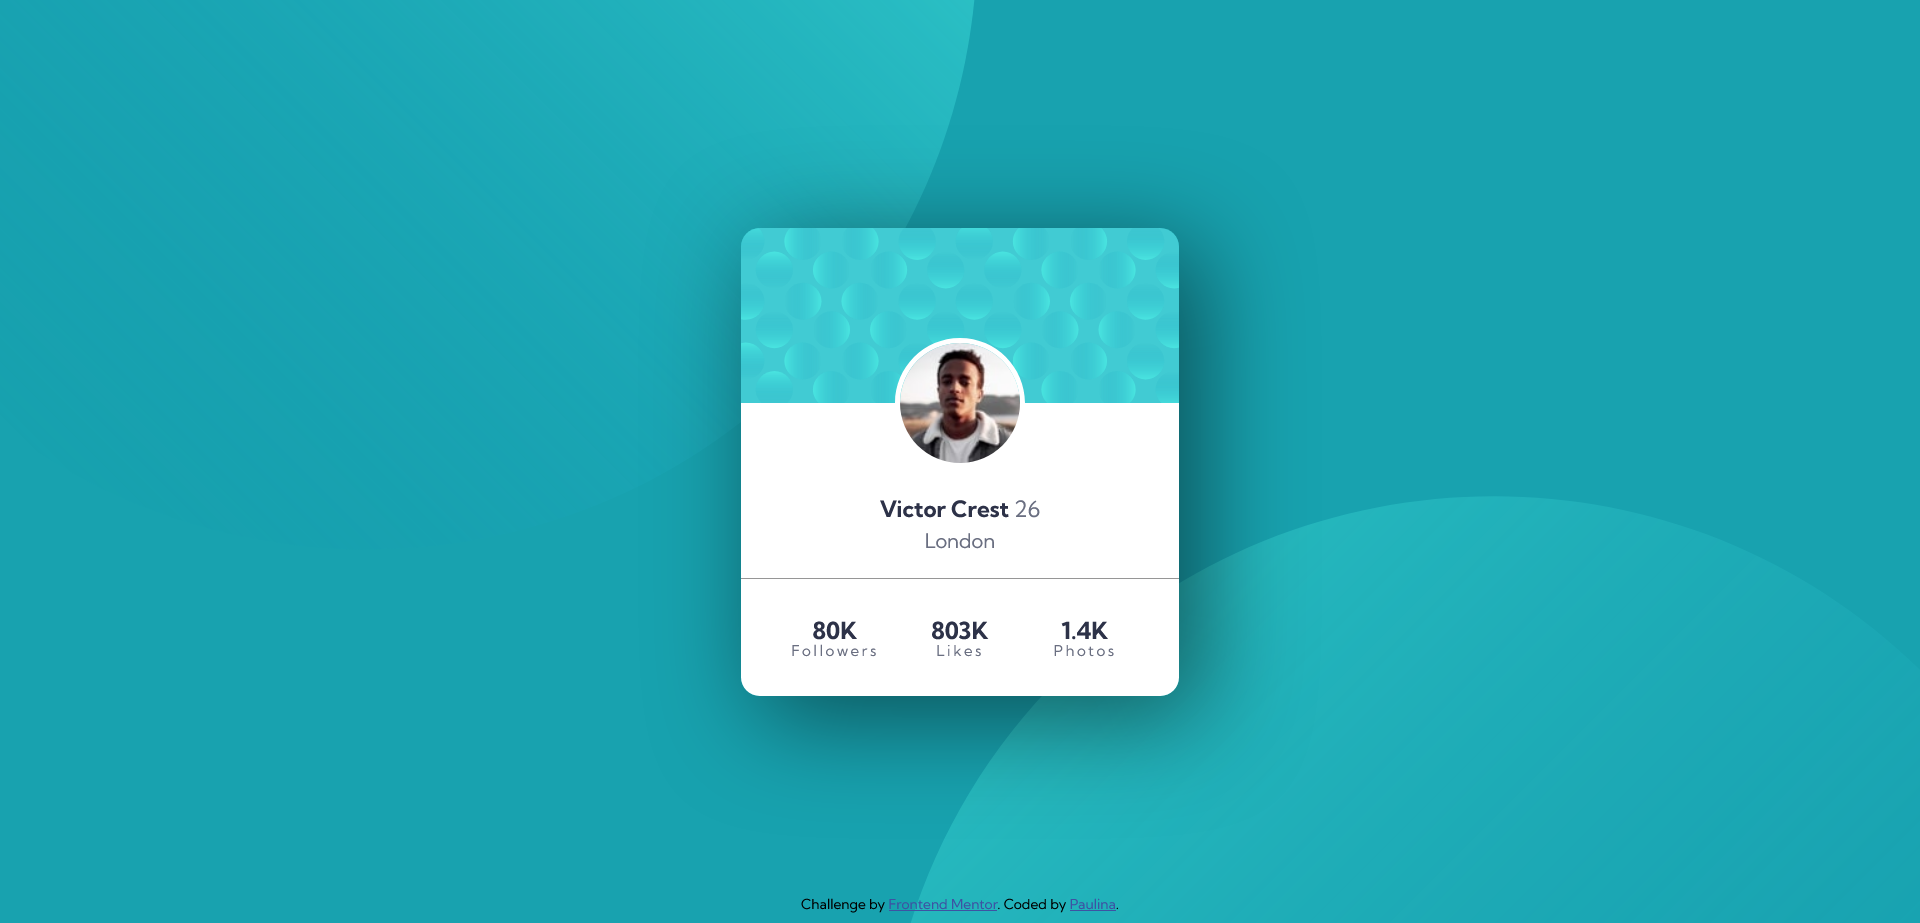 Victor Crest 26
London
80K 803K 1.4K
Followers Likes Photos
Challenge by Frontend Mentor. Coded by Paulina.